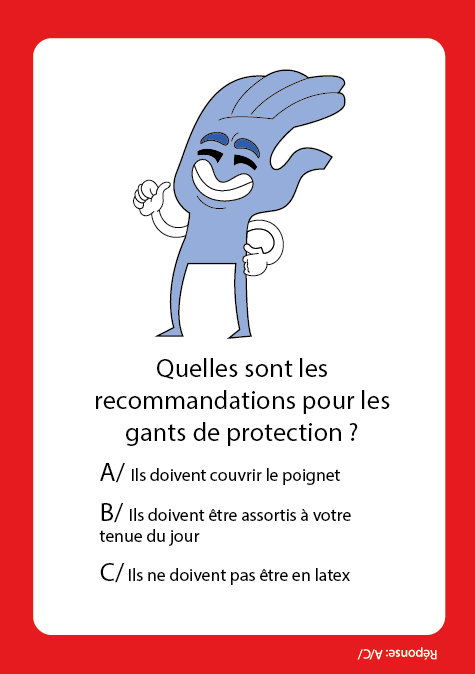 Quelles sont les
recommandations pour les
gants de protection ?
A/ Ils doivent couvrir le poignet
B/ Ils doivent être assortis à votre
tenue du jour
C/ Ils ne doivent pas être en latex
Réponse: A/C/